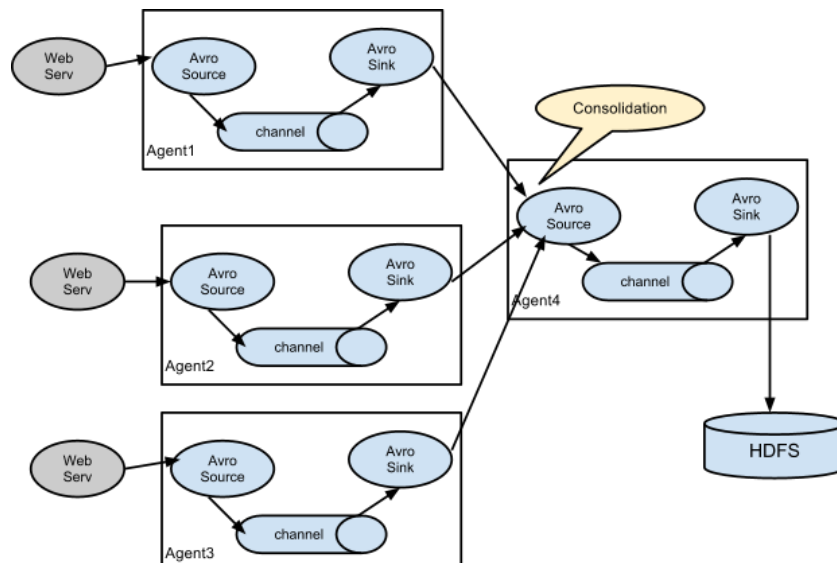 Web
Serv
Avro
Source
Avro
Sink
channel
Agent1
Consolidation
Avro
Source
Avro
Sink
channel
Agent4
Web
Serv
Avro
Source
Avro
Sink
channel
Agent2
HDFS
Web
Serv
Avro
Source
Avro
Sink
channel
Agent3